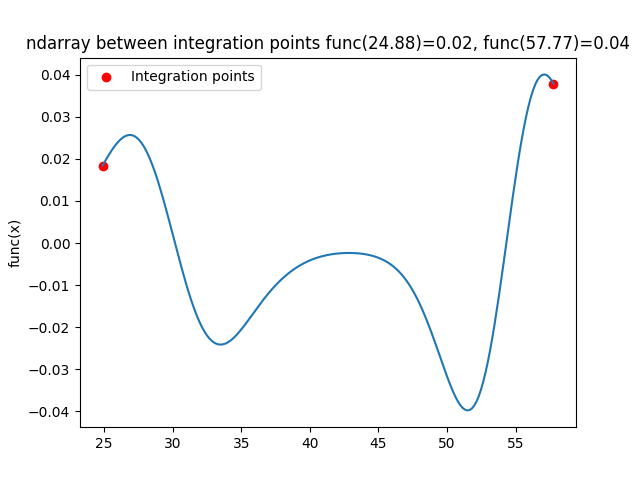 ndarray between integration points func(24.88)=0.02, func(57.77)=0.04
Integration points
func(x)
0.04
0.03
0.02
0.01
0.00
−0.01
−0.02
−0.03
−0.04
25 30 35 40 45 50 55